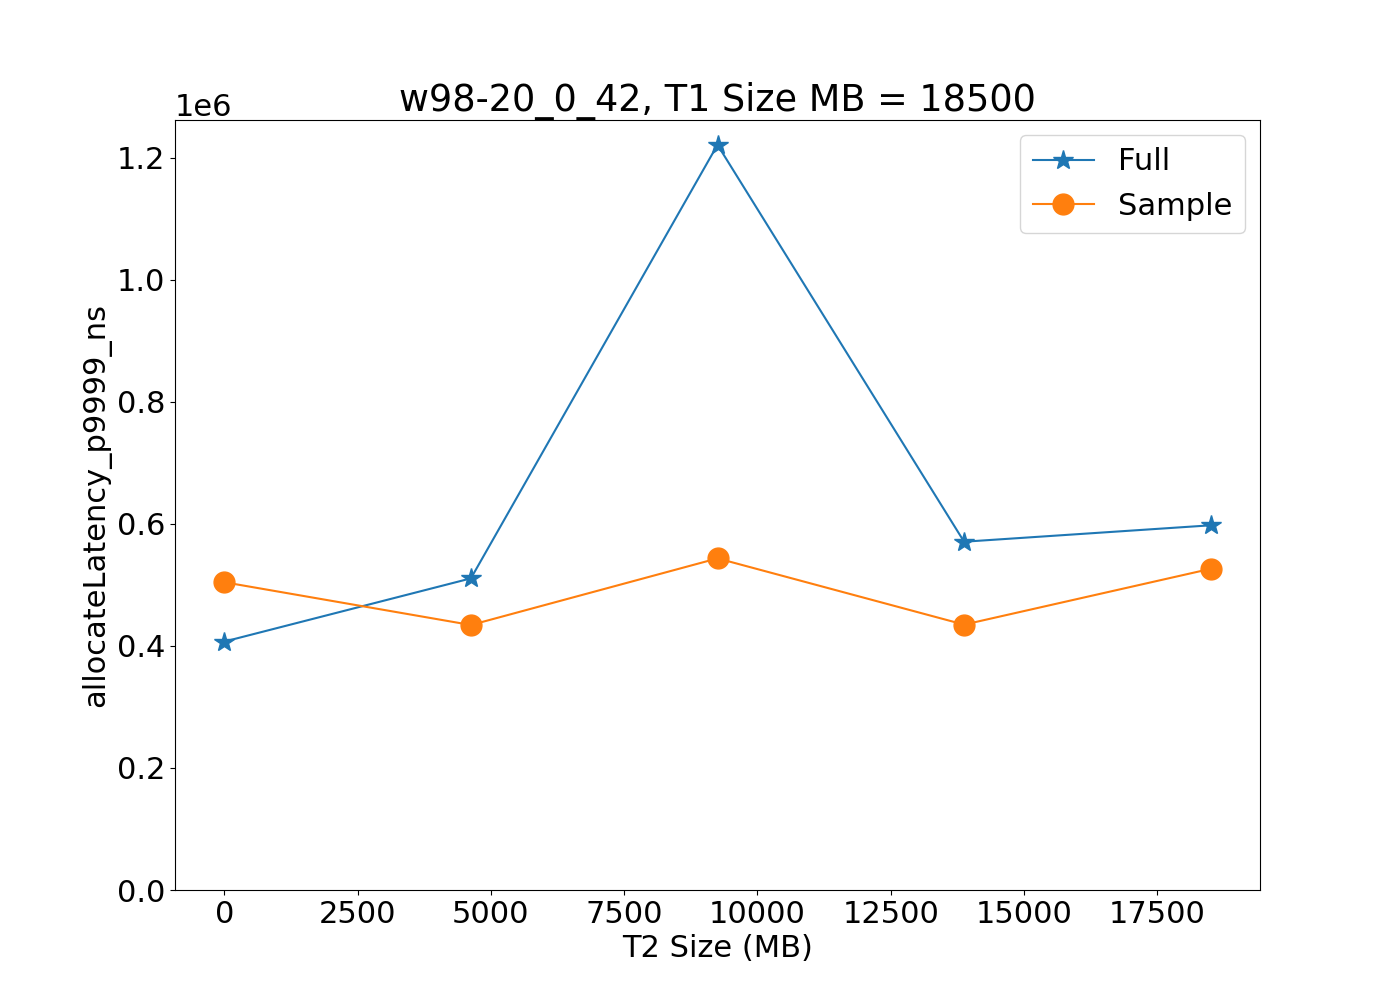 w98-20_0_42, T1 Size MB = 18500
1e6
Full
Sample
1.2
1.0
0.8
0.6
0.4
0.2
0.0
allocateLatency_p9999_ns
0 2500 5000 7500 10000 12500 15000 17500
T2 Size (MB)